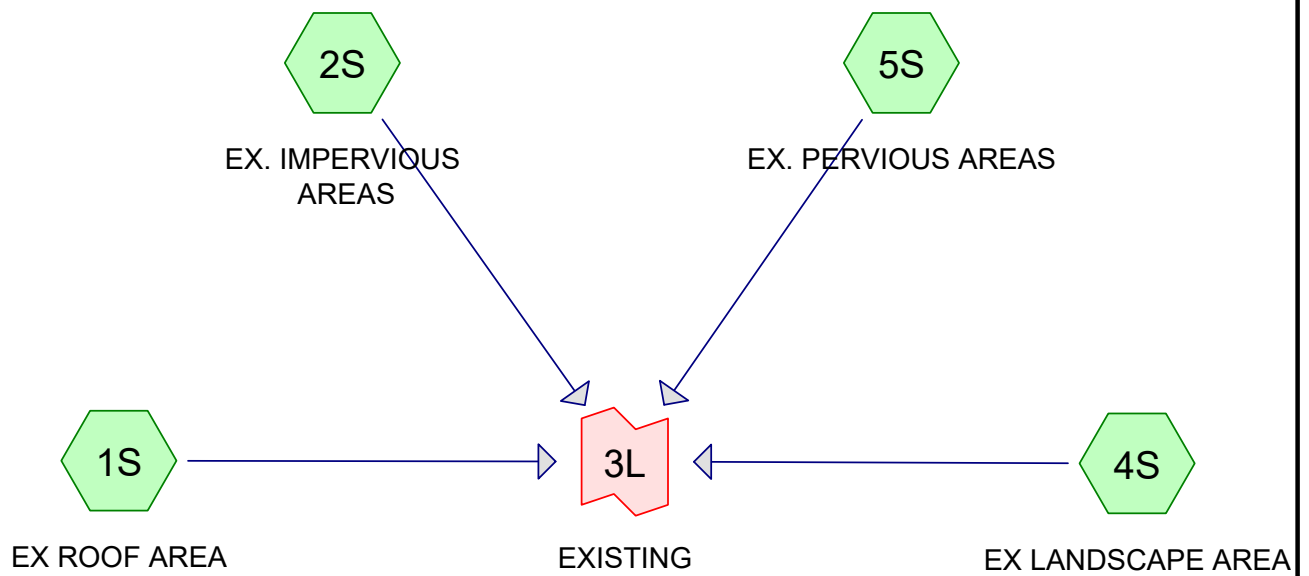 2S
5S
EX. IMPERVIOUS
AREAS
EX. PERVIOUS AREAS
1S
3L
4S
EX ROOF AREA
EXISTING
EX LANDSCAPE AREA